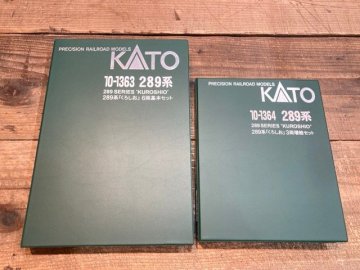 PRECISION RAILROAD MODELS
KATO
10-1363 289系
289 SERIES "KUROSHIO"
289系「くろしお」6両基本セット
PRECISION RAILROAD MODELS
KATO
10-1364 289系
289 SERIES "KUROSHIO"
289系「くろしお」3両増結セット